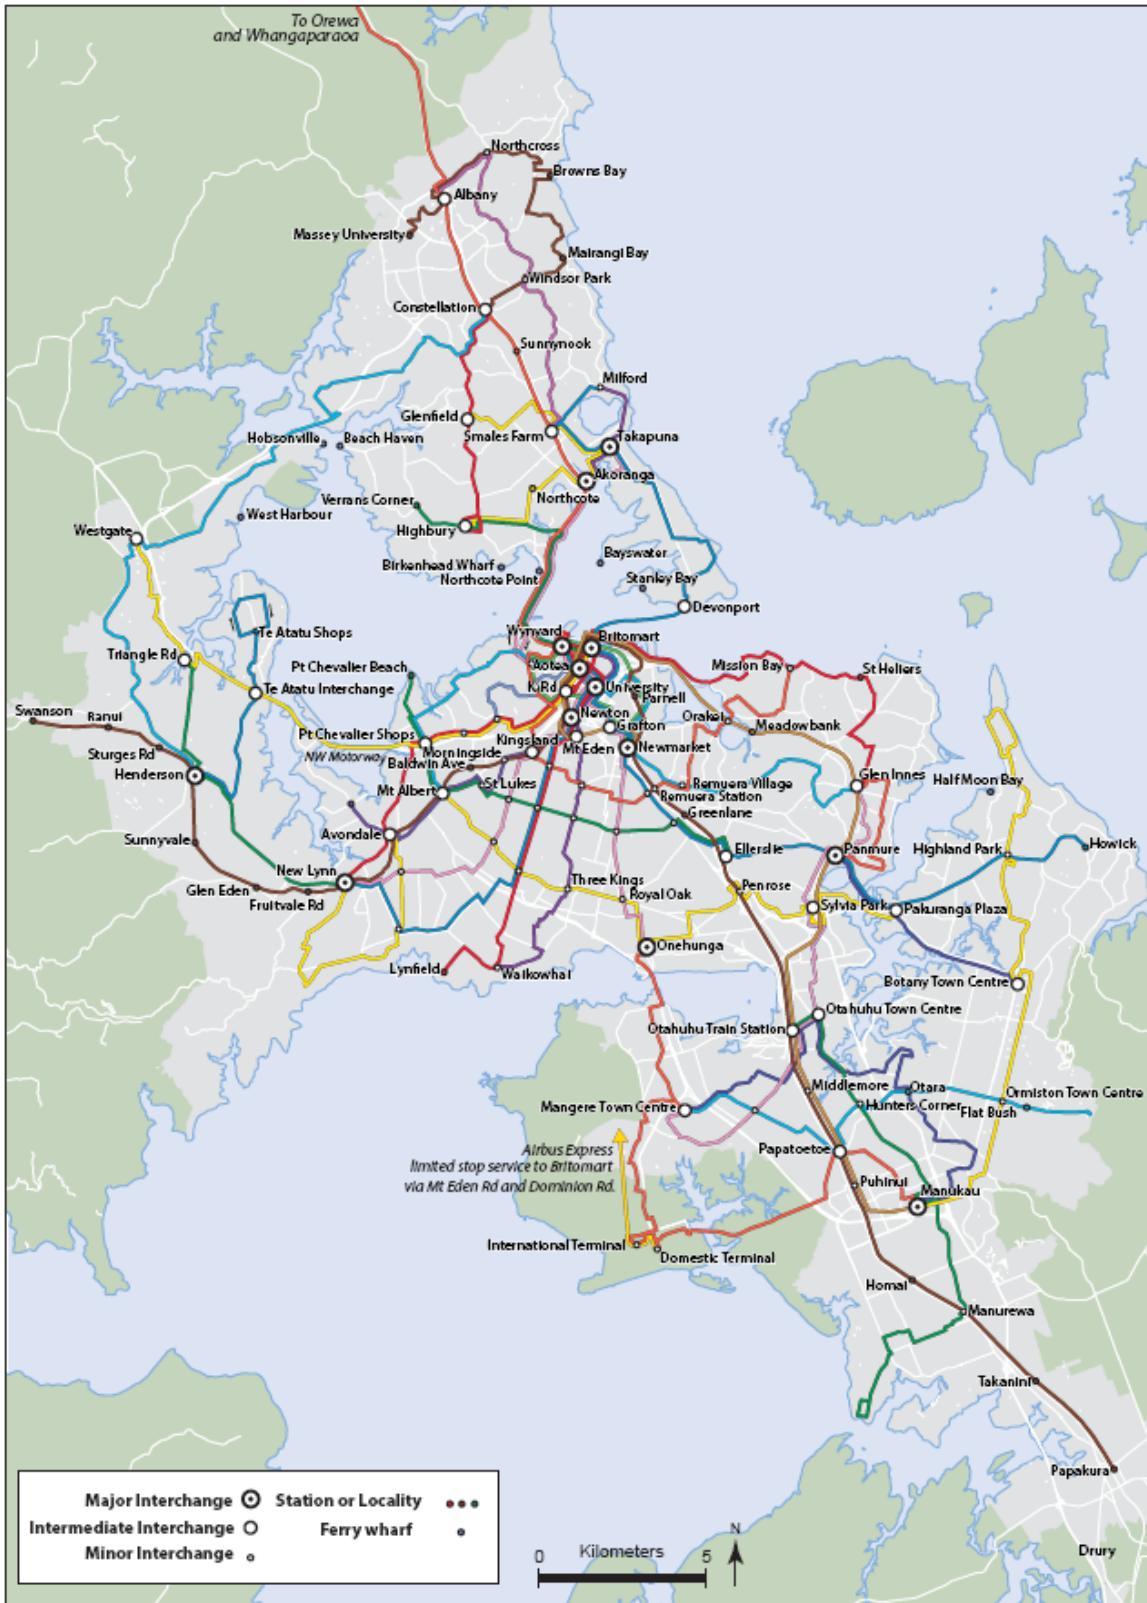 To Orewa
and Whangaparaoa
Northcross
Browns Bay
Albany
Massey University
Mairangi Bay
Windsor Park
Constellation
Sunnynook
Milford
Glenfield
Smales Farm
Takapuna
Hobsonville
Beach Haven
Akoranga
Verrans Corner
Northcote
West Harbour
Highbury
Westgate
Bayswater
Birkenhead Wharf
Northcote Point
Stanley Bay
Devonport
Te Atatu Shops
Wynyard
Britomart
Triangle Rd
Pt Chevalier Beach
Aotea
Mission Bay
St Heliers
Te Atatu Interchange
K Rd
University
Parnell
Swanson
Ranui
Newton
Orakei
Grafton
Meadowbank
Pt Chevalier Shops
Kingsland
Mt Eden
Newmarket
Sturges Rd
NW Motorway
Morningside
Baldwin Ave
Henderson
Mt Albert
St Lukes
Remuera Village
Remuera Station
Glen Innes
Half Moon Bay
Greenlane
Sunnyvale
Avondale
Ellerslie
Panmure
Highland Park
Howick
New Lynn
Glen Eden
Fruitvale Rd
Three Kings
Royal Oak
Penrose
Sylvia Park
Pakuranga Plaza
Onehunga
Lynfield
Waikowhai
Botany Town Centre
Otahuhu Town Centre
Otahuhu Train Station
Middlemore
Otara
Ormiston Town Centre
Mangere Town Centre
Hunters Corner
Flat Bush
Airbus Express
limited stop service to Britomart
via Mt Eden Rd and Dominion Rd.
Papatoetoe
Puhinui
Manukau
International Terminal
Domestic Terminal
Homai
Manurewa
Takanini
Papakura
Drury
Major Interchange
Station or Locality
Intermediate Interchange
Ferry wharf
Minor Interchange
0 Kilometers 5
N